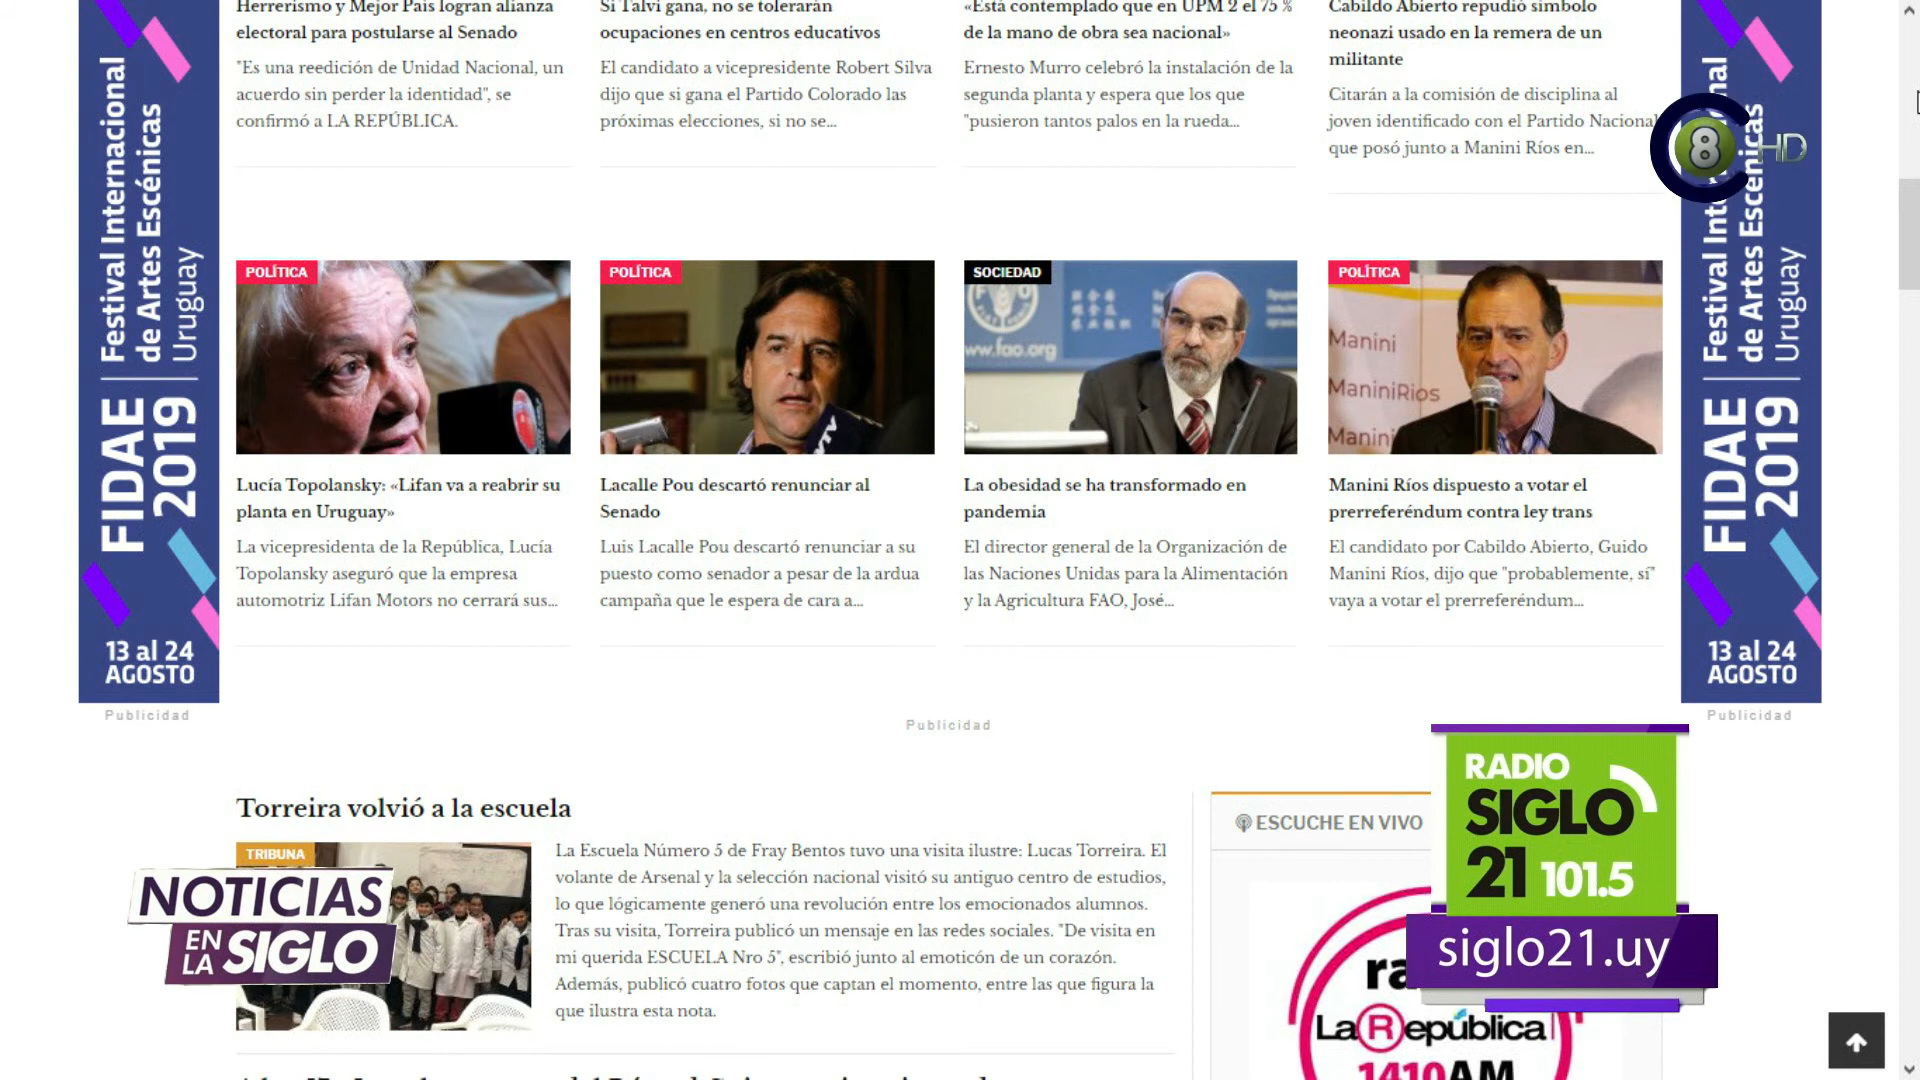 Herrerismo y Mejor País logran alianza
electoral para postularse al Senado
"Es una reedición de Unidad Nacional, un
acuerdo sin perder la identidad", se
confirmó a LA REPÚBLICA.
Si Talvi gana, no se tolerarán
ocupaciones en centros educativos
El candidato a vicepresidente Robert Silva
dijo que si gana el Partido Colorado las
próximas elecciones, si no se...
«Está contemplado que en UPM 2 el 75 %
de la mano de obra sea nacional»
Ernesto Murro celebró la instalación de la
segunda planta y espera que los que
"pusieron tantos palos en la rueda...
Cabildo Abierto repudió símbolo
neonazi usado en la remera de un
militante
Citarán a la comisión de disciplina al
joven identificado con el Partido Nacional
que posó junto a Manini Ríos en...
8 HD
FIDAE 2019
Festival Internacional
de Artes Escénicas
Uruguay
13 al 24
AGOSTO
Publicidad
POLÍTICA
Lucía Topolansky: «Lifan va a reabrir su
planta en Uruguay»
La vicepresidenta de la República, Lucía
Topolansky aseguró que la empresa
automotriz Lifan Motors no cerrará sus...
POLÍTICA
Lacalle Pou descartó renunciar al
Senado
Luis Lacalle Pou descartó renunciar a su
puesto como senador a pesar de la ardua
campaña que le espera de cara a...
SOCIEDAD
www.fao.org
La obesidad se ha transformado en
pandemia
El director general de la Organización de
las Naciones Unidas para la Alimentación
y la Agricultura FAO, José...
POLÍTICA
Manini
ManiniRios
Manini
Manini Ríos dispuesto a votar el
prerreferéndum contra ley trans
El candidato por Cabildo Abierto, Guido
Manini Ríos, dijo que "probablemente, sí"
vaya a votar el prerreferéndum...
FIDAE 2019
Festival Internacional
de Artes Escénicas
Uruguay
13 al 24
AGOSTO
Publicidad
Publicidad
Torreira volvió a la escuela
TRIBUNA
La Escuela Número 5 de Fray Bentos tuvo una visita ilustre: Lucas Torreira. El
volante de Arsenal y la selección nacional visitó su antiguo centro de estudios,
lo que lógicamente generó una revolución entre los emocionados alumnos.
Tras su visita, Torreira publicó un mensaje en las redes sociales. "De visita en
mi querida ESCUELA Nro 5", escribió junto al emoticón de un corazón.
Además, publicó cuatro fotos que captan el momento, entre las que figura la
que ilustra esta nota.
NOTICIAS
EN LA SIGLO
ESCUCHE EN VIVO
RADIO
SIGLO
21 101.5
siglo21.uy
ra
La República
1410AM